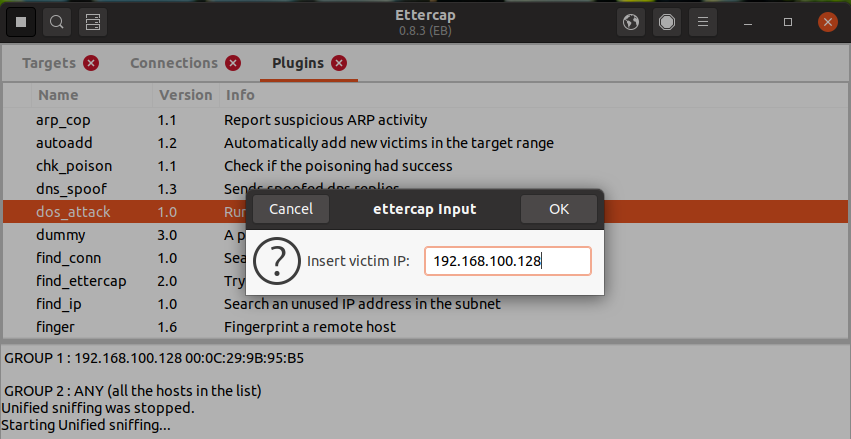 Ettercap
0.8.3 (EB)
Targets Connections Plugins
Name Version Info
arp_cop 1.1 Report suspicious ARP activity
autoadd 1.2 Automatically add new victims in the target range
chk_poison 1.1 Check if the poisoning had success
dns_spoof 1.3 Sends spoofed dns replies
dos_attack 1.0 Run
dummy 3.0 A p
find_conn 1.0 Sea
find_ettercap 2.0 Try
find_ip 1.0 Search an unused IP address in the subnet
finger 1.6 Fingerprint a remote host
Cancel ettercap Input OK
? Insert victim IP: 192.168.100.128
GROUP 1 : 192.168.100.128 00:0C:29:9B:95:B5
GROUP 2 : ANY (all the hosts in the list)
Unified sniffing was stopped.
Starting Unified sniffing...